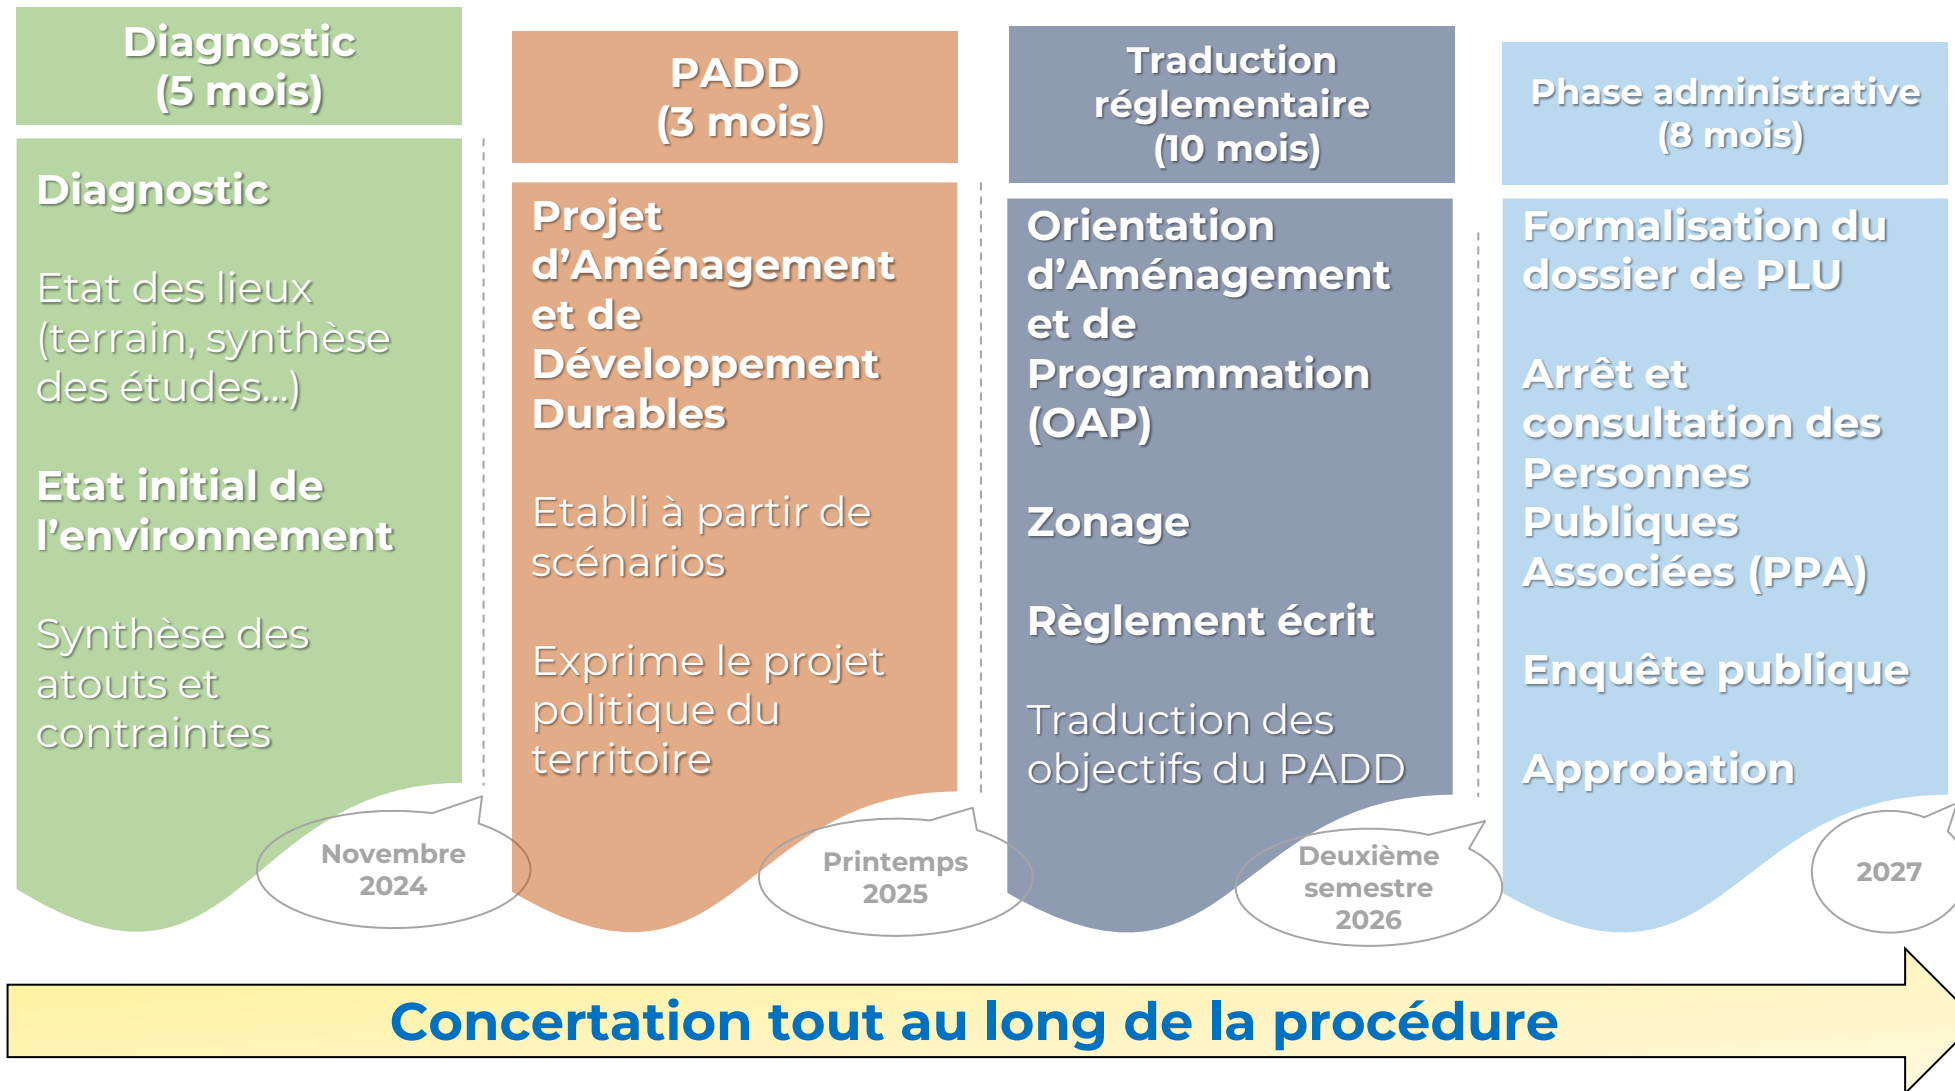 Diagnostic
(5 mois)
Diagnostic
Etat des lieux
(terrain, synthèse
des études...)
Etat initial de
l'environnement
Synthèse des
atouts et
contraintes
Novembre
2024
PADD
(3 mois)
Projet
d'Aménagement
et de
Développement
Durables
Etabli à partir de
scénarios
Exprime le projet
politique du
territoire
Printemps
2025
Traduction
réglementaire
(10 mois)
Orientation
d'Aménagement
et de
Programmation
(OAP)
Zonage
Règlement écrit
Traduction des
objectifs du PADD
Deuxième
semestre
2026
Phase administrative
(8 mois)
Formalisation du
dossier de PLU
Arrêt et
consultation des
Personnes
Publiques
Associées (PPA)
Enquête publique
Approbation
2027
Concertation tout au long de la procédure